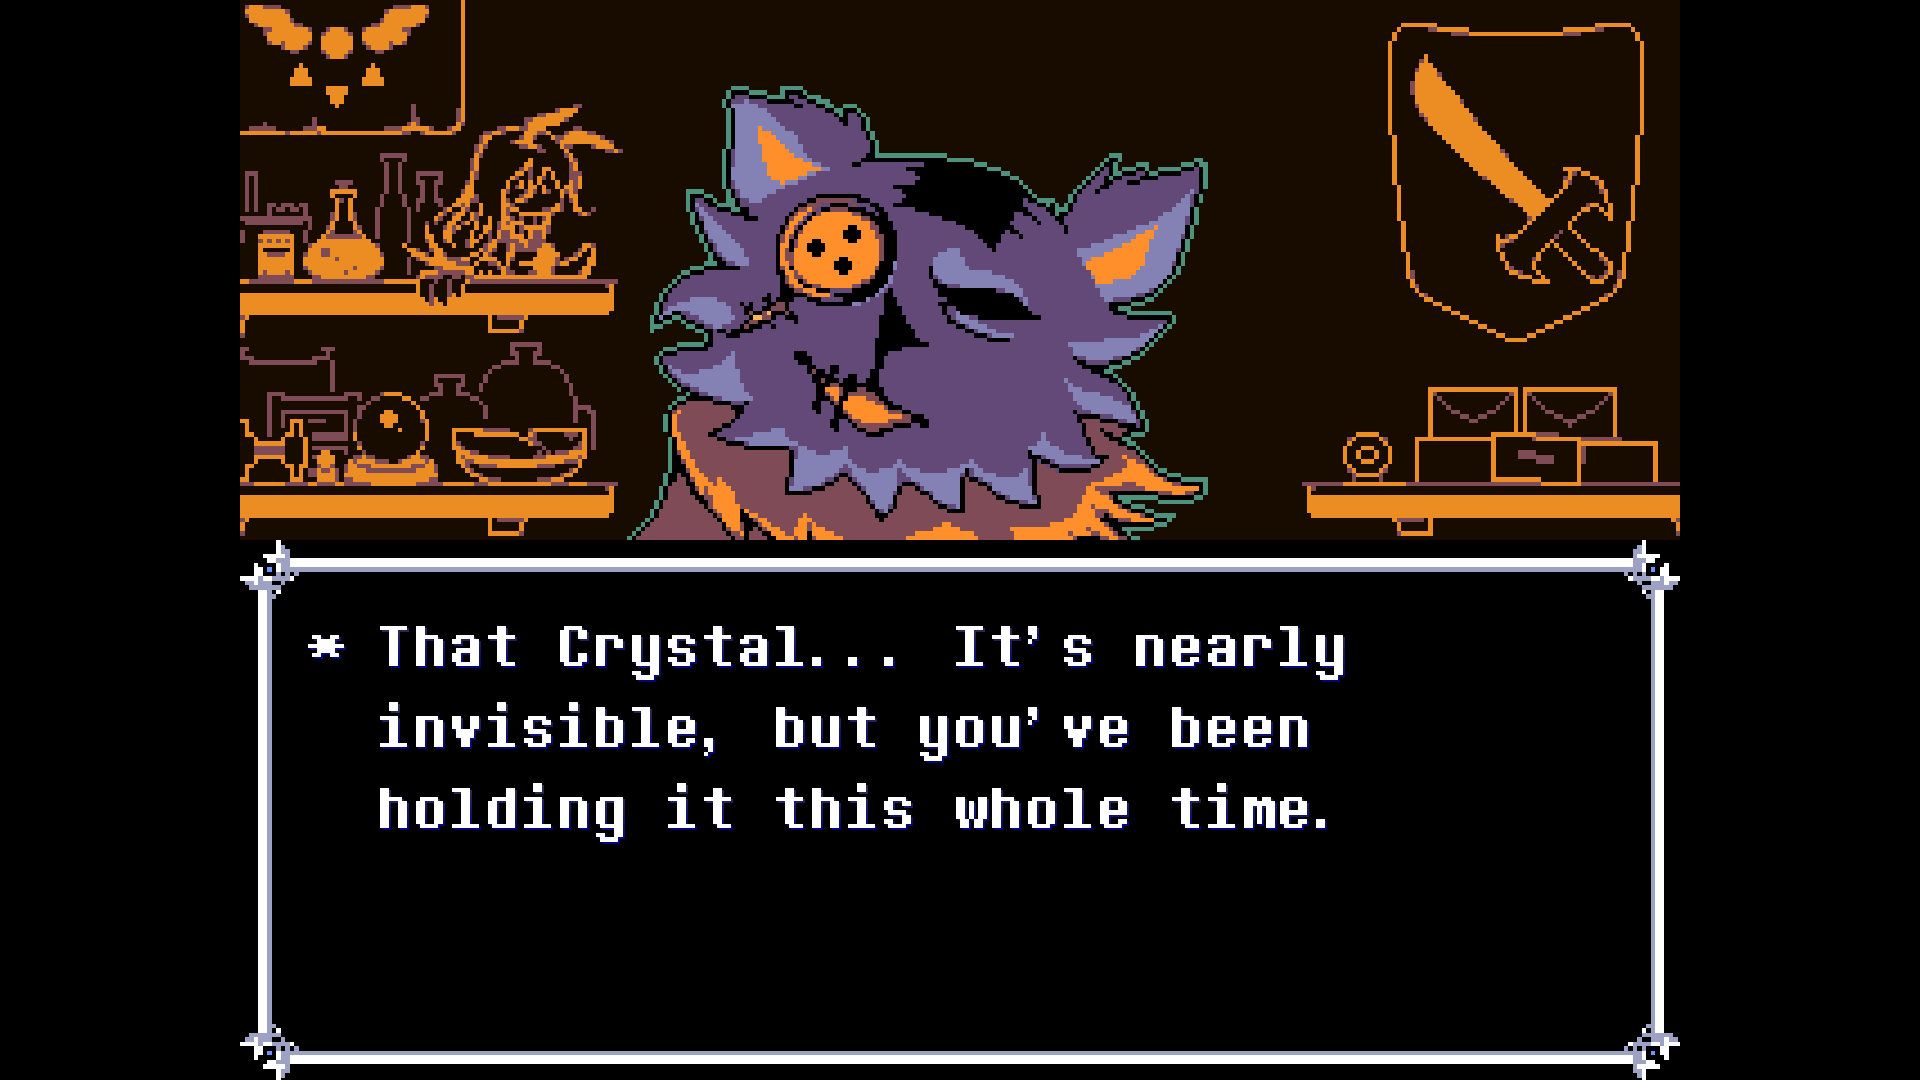 * That Crystal... It's nearly
invisible, but you've been
holding it this whole time.